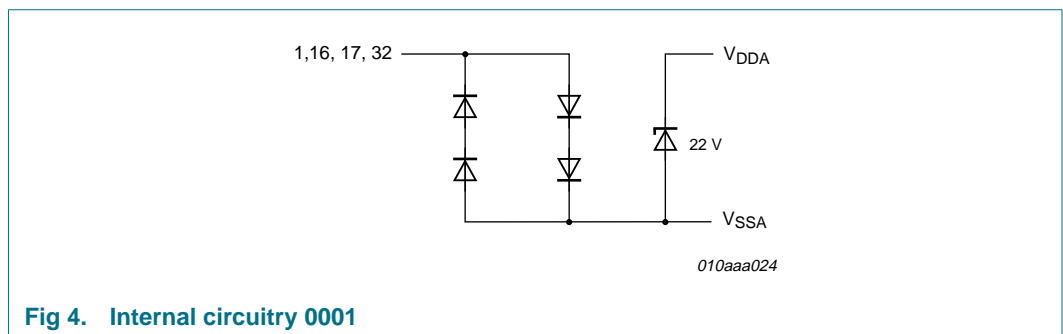 1,16, 17, 32
VDDA
22 V
VSSA
010aaa024
Fig 4. Internal circuitry 0001